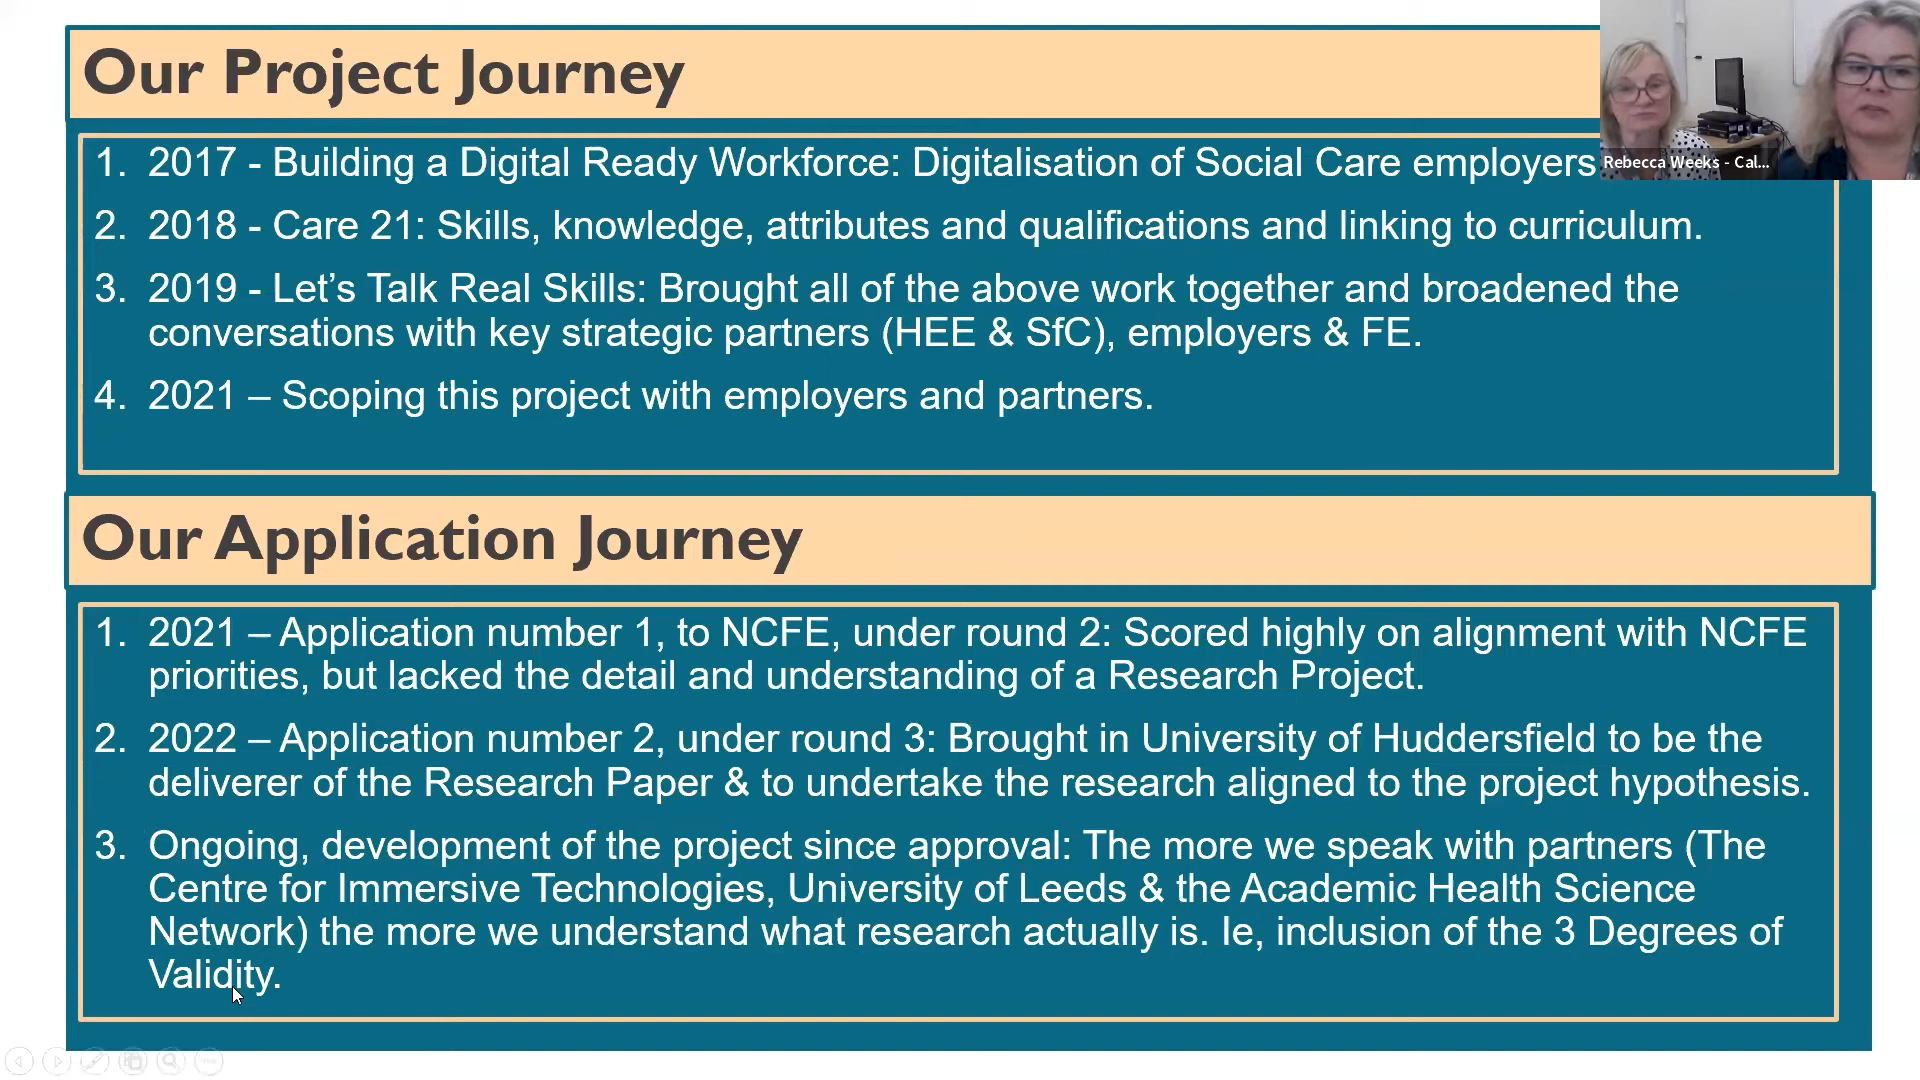 Our Project Journey
1. 2017 - Building a Digital Ready Workforce: Digitalisation of Social Care employers
2. 2018 - Care 21: Skills, knowledge, attributes and qualifications and linking to curriculum.
3. 2019 - Let’s Talk Real Skills: Brought all of the above work together and broadened the
conversations with key strategic partners (HEE & SfC), employers & FE.
4. 2021 – Scoping this project with employers and partners.
Rebecca Weeks - Cal...
Our Application Journey
1. 2021 – Application number 1, to NCFE, under round 2: Scored highly on alignment with NCFE
priorities, but lacked the detail and understanding of a Research Project.
2. 2022 – Application number 2, under round 3: Brought in University of Huddersfield to be the
deliverer of the Research Paper & to undertake the research aligned to the project hypothesis.
3. Ongoing, development of the project since approval: The more we speak with partners (The
Centre for Immersive Technologies, University of Leeds & the Academic Health Science
Network) the more we understand what research actually is. Ie, inclusion of the 3 Degrees of
Validity.